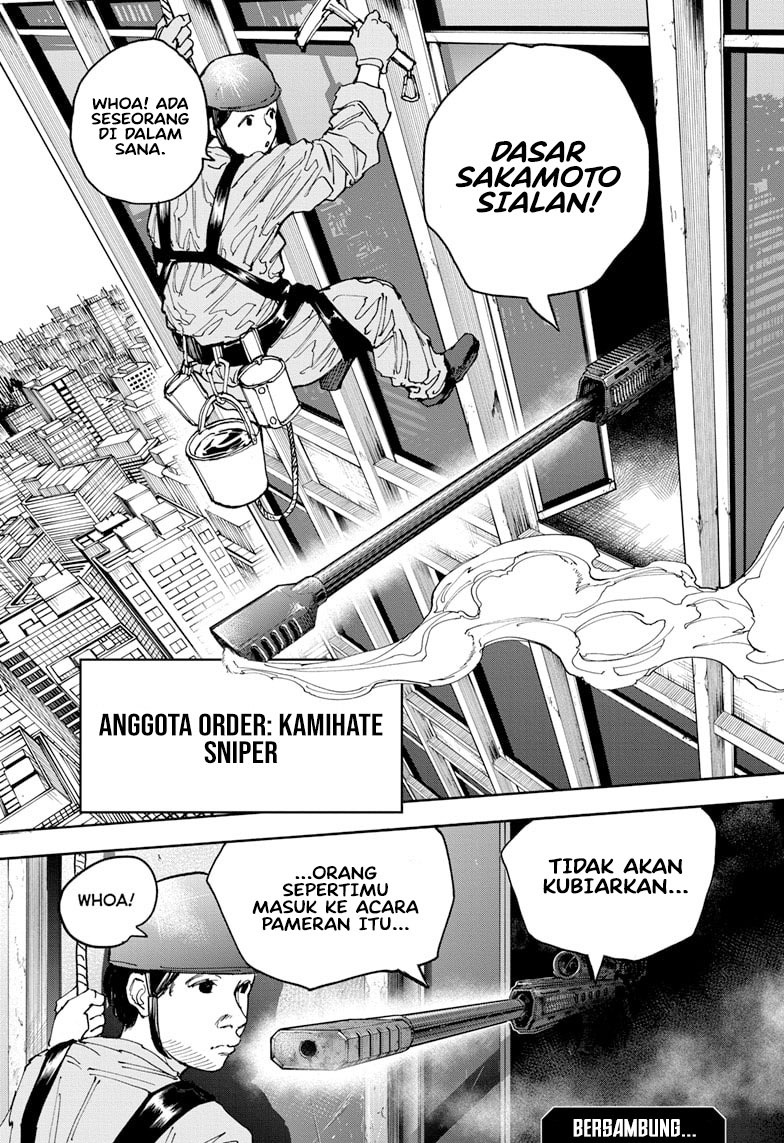 DASAR
SAKAMOTO
SIALAN!
WHOA! ADA
SESEORANG
DI DALAM
SANA.
ANGGOTA ORDER: KAMIHATE
SNIPER
TIDAK AKAN
KUBIARKAN...
...ORANG
SEPERTIMU
MASUK KE ACARA
PAMERAN ITU...
WHOA!
BERSAMBUNG...